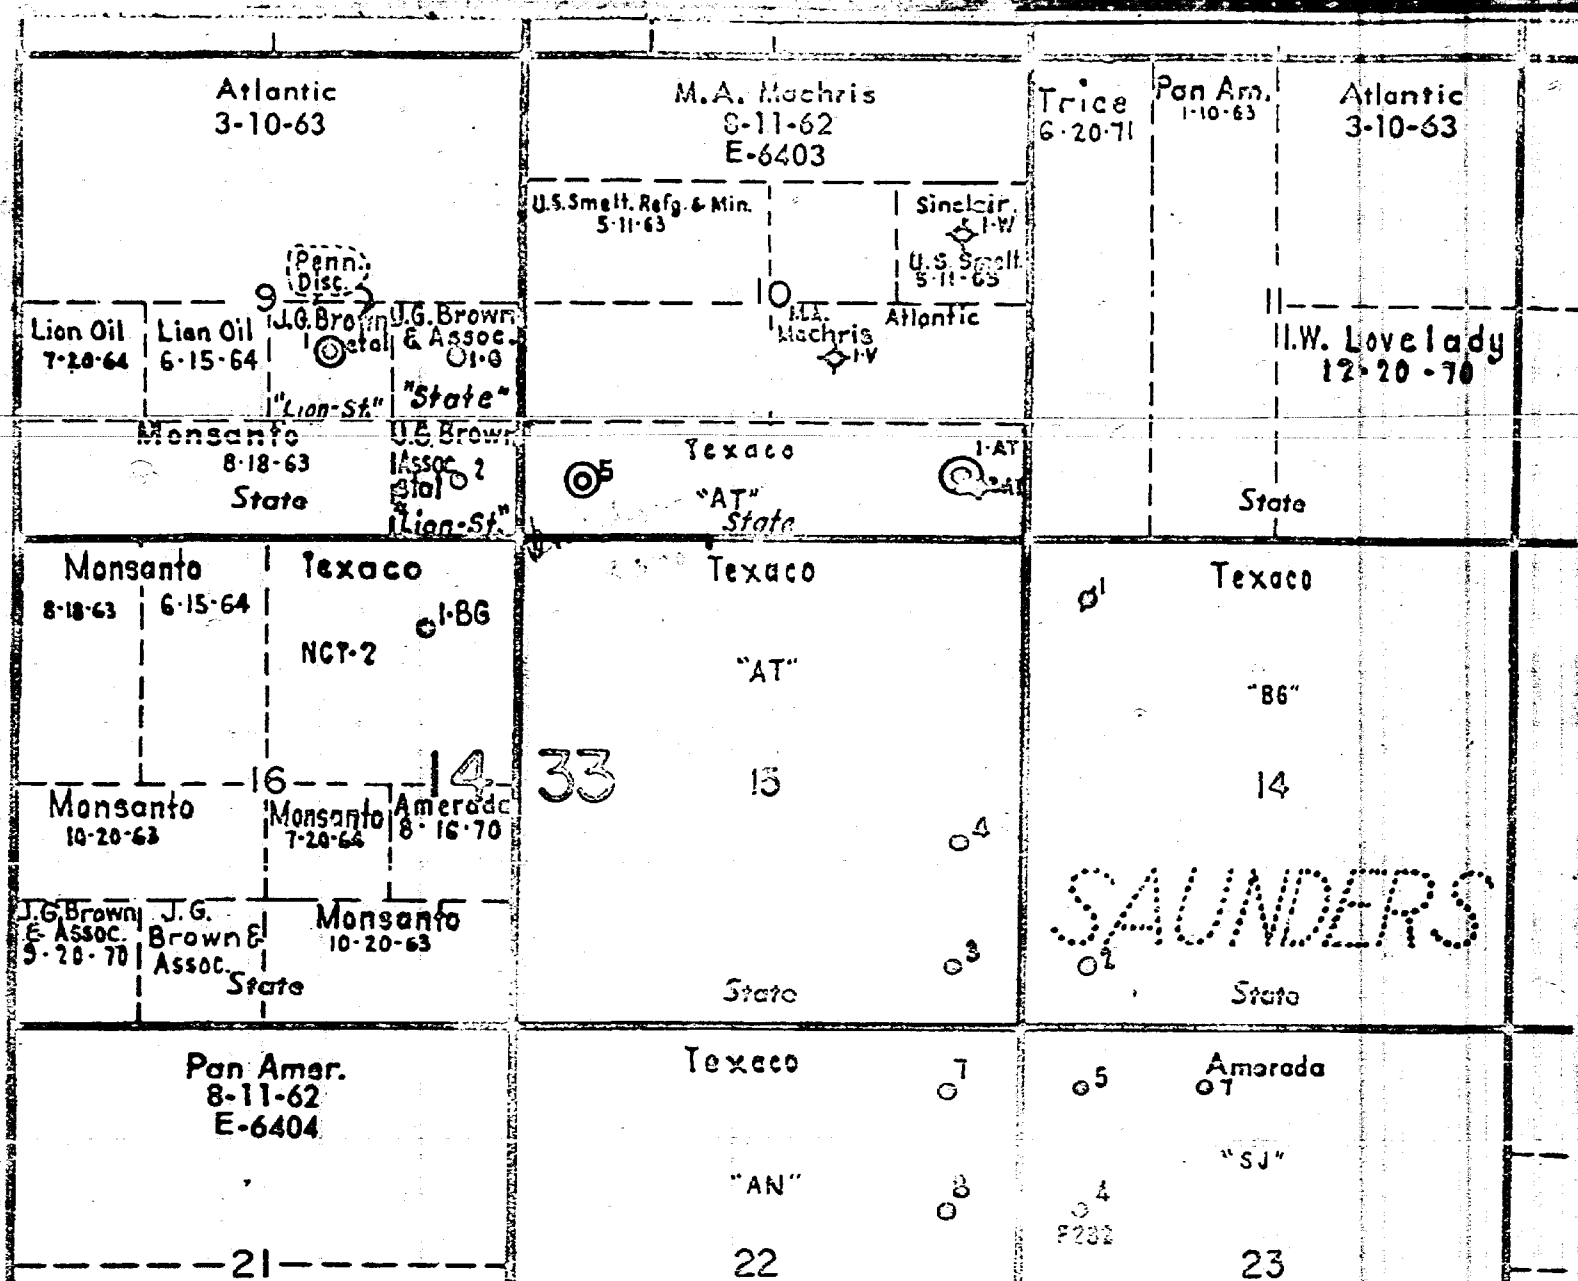 Atlantic
3-10-63
M.A. Machris
8-11-62
E-6403
Trice
6-20-71
Pan Am.
1-10-63
Atlantic
3-10-63
U.S. Smelt. Refg. & Min.
5-11-63
Sinclair
1-W
U.S. Smelt.
5-11-63
Penn.
Disc.
9
10
11
Lion Oil
7-20-64
Lion Oil
6-15-64
J.G. Brown
1
etal
"Lion-St."
J.G. Brown
& Assoc.
1-G
"State"
M.A.
Machris
1-V
Atlantic
I.W. Lovelady
12-20-70
Monsanto
8-18-63
State
J.G. Brown
Assoc
2
etal
"Lion-St."
5
Texaco
"AT"
State
1-AT
State
Monsanto
8-18-63
6-15-64
Texaco
1-BG
NCT-2
Texaco
"AT"
1
Texaco
"BG"
16
14
33
15
14
Monsanto
10-20-63
Monsanto
7-20-64
Amerada
8-16-70
4
SAUNDERS
J.G. Brown
& Assoc.
9-20-70
J.G.
Brown &
Assoc.
State
Monsanto
10-20-63
3
State
2
State
Pan Amer.
8-11-62
E-6404
Texaco
7
5
Amerada
7
"AN"
"SJ"
8
4
21
22
23